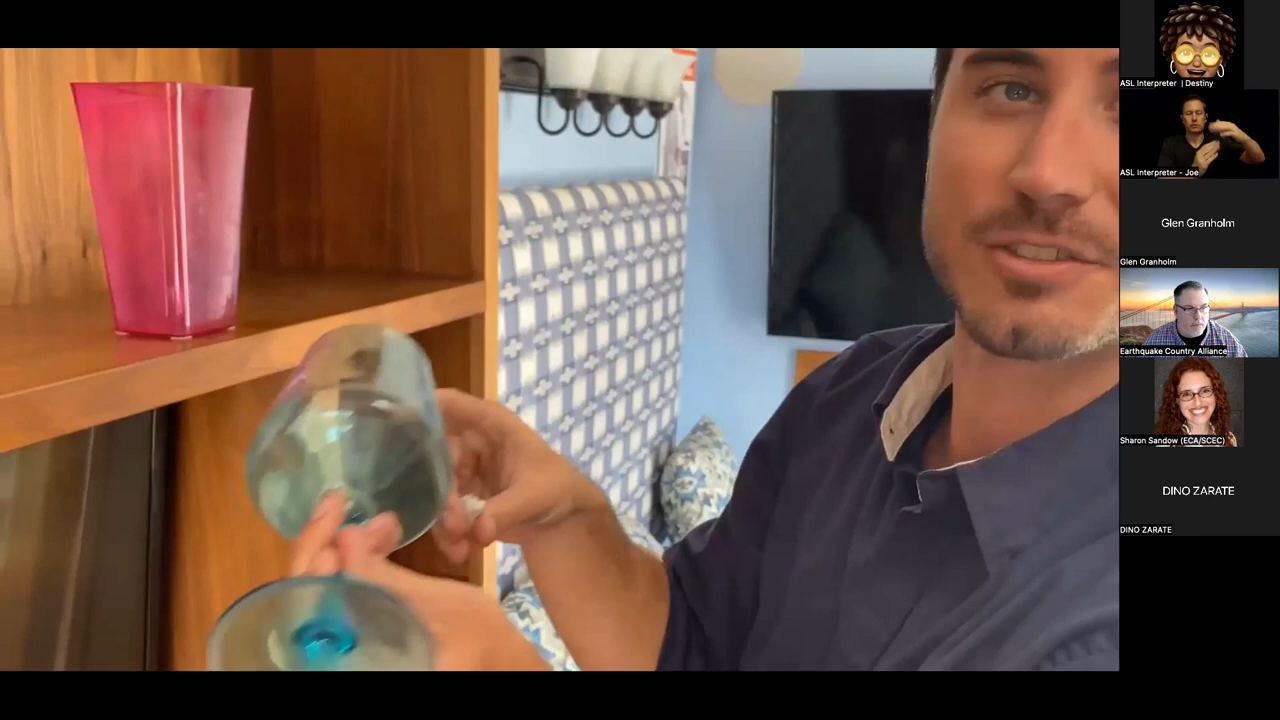 ASL Interpreter | Destiny
ASL Interpreter - Joe
Glen Granholm
Glen Granholm
Earthquake Country Alliance
Sharon Sandow (ECA/SCEC)
DINO ZARATE
DINO ZARATE